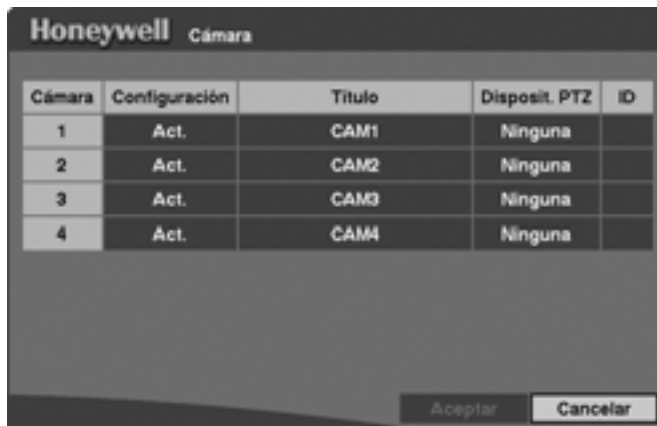 Honeywell Cámara
Cámara Configuración Título Disposit. PTZ ID
1 Act. CAM1 Ninguna
2 Act. CAM2 Ninguna
3 Act. CAM3 Ninguna
4 Act. CAM4 Ninguna
Aceptar Cancelar